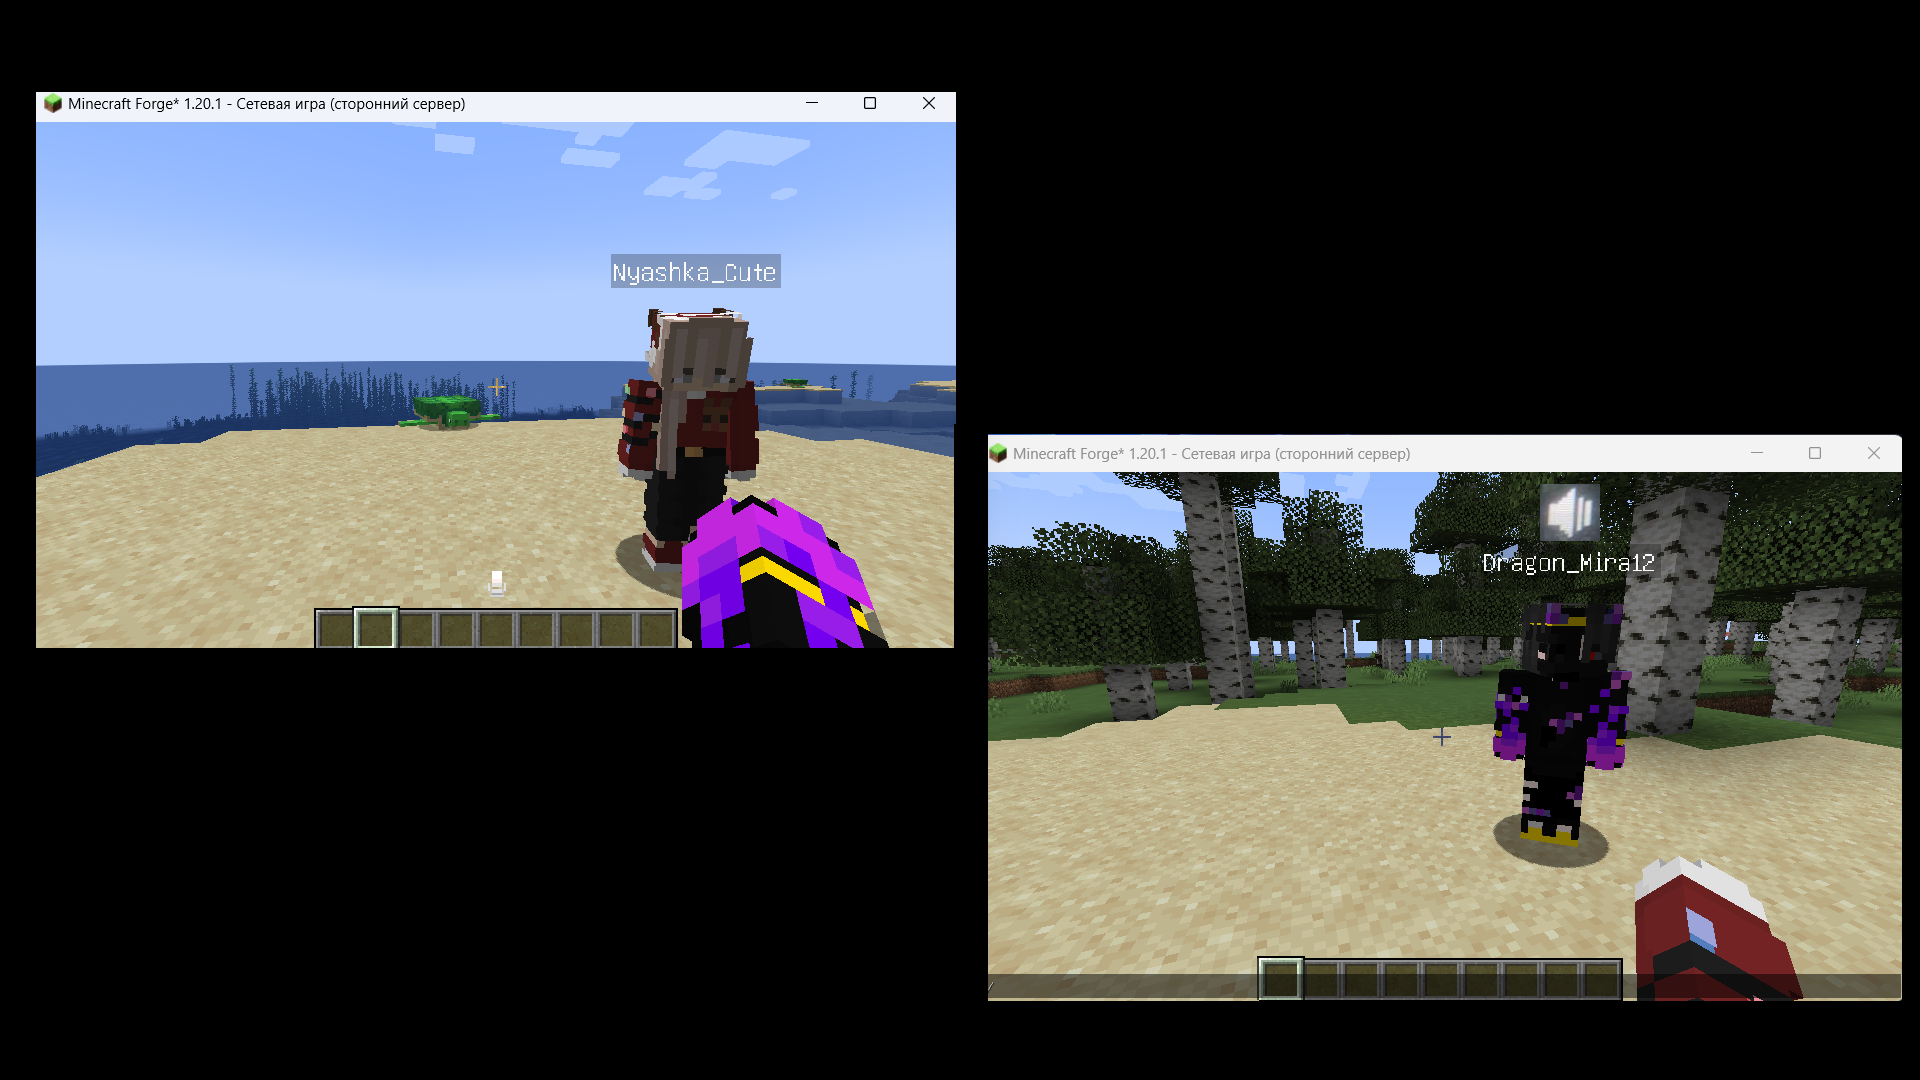 Minecraft Forge* 1.20.1 - Сетевая игра (сторонний сервер)
Nyashka_Cute
Minecraft Forge* 1.20.1 - Сетевая игра (сторонний сервер)
Dragon_Mira12
/